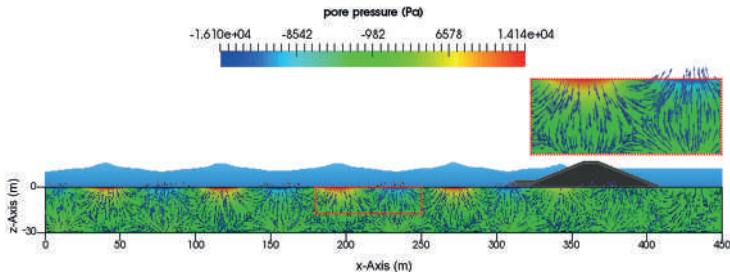 pore pressure (Pa)
-1.610e+04 -8542 -982 6578 1.414e+04
z-Axis (m)
0
-30
0 50 100 150 200 250 300 350 400 450
x-Axis (m)